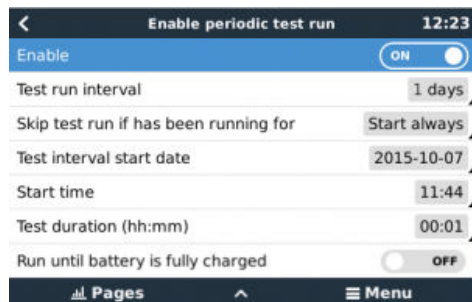 Enable periodic test run 12:23
Enable ON
Test run interval 1 days
Skip test run if has been running for Start always
Test interval start date 2015-10-07
Start time 11:44
Test duration (hh:mm) 00:01
Run until battery is fully charged OFF
Pages Menu